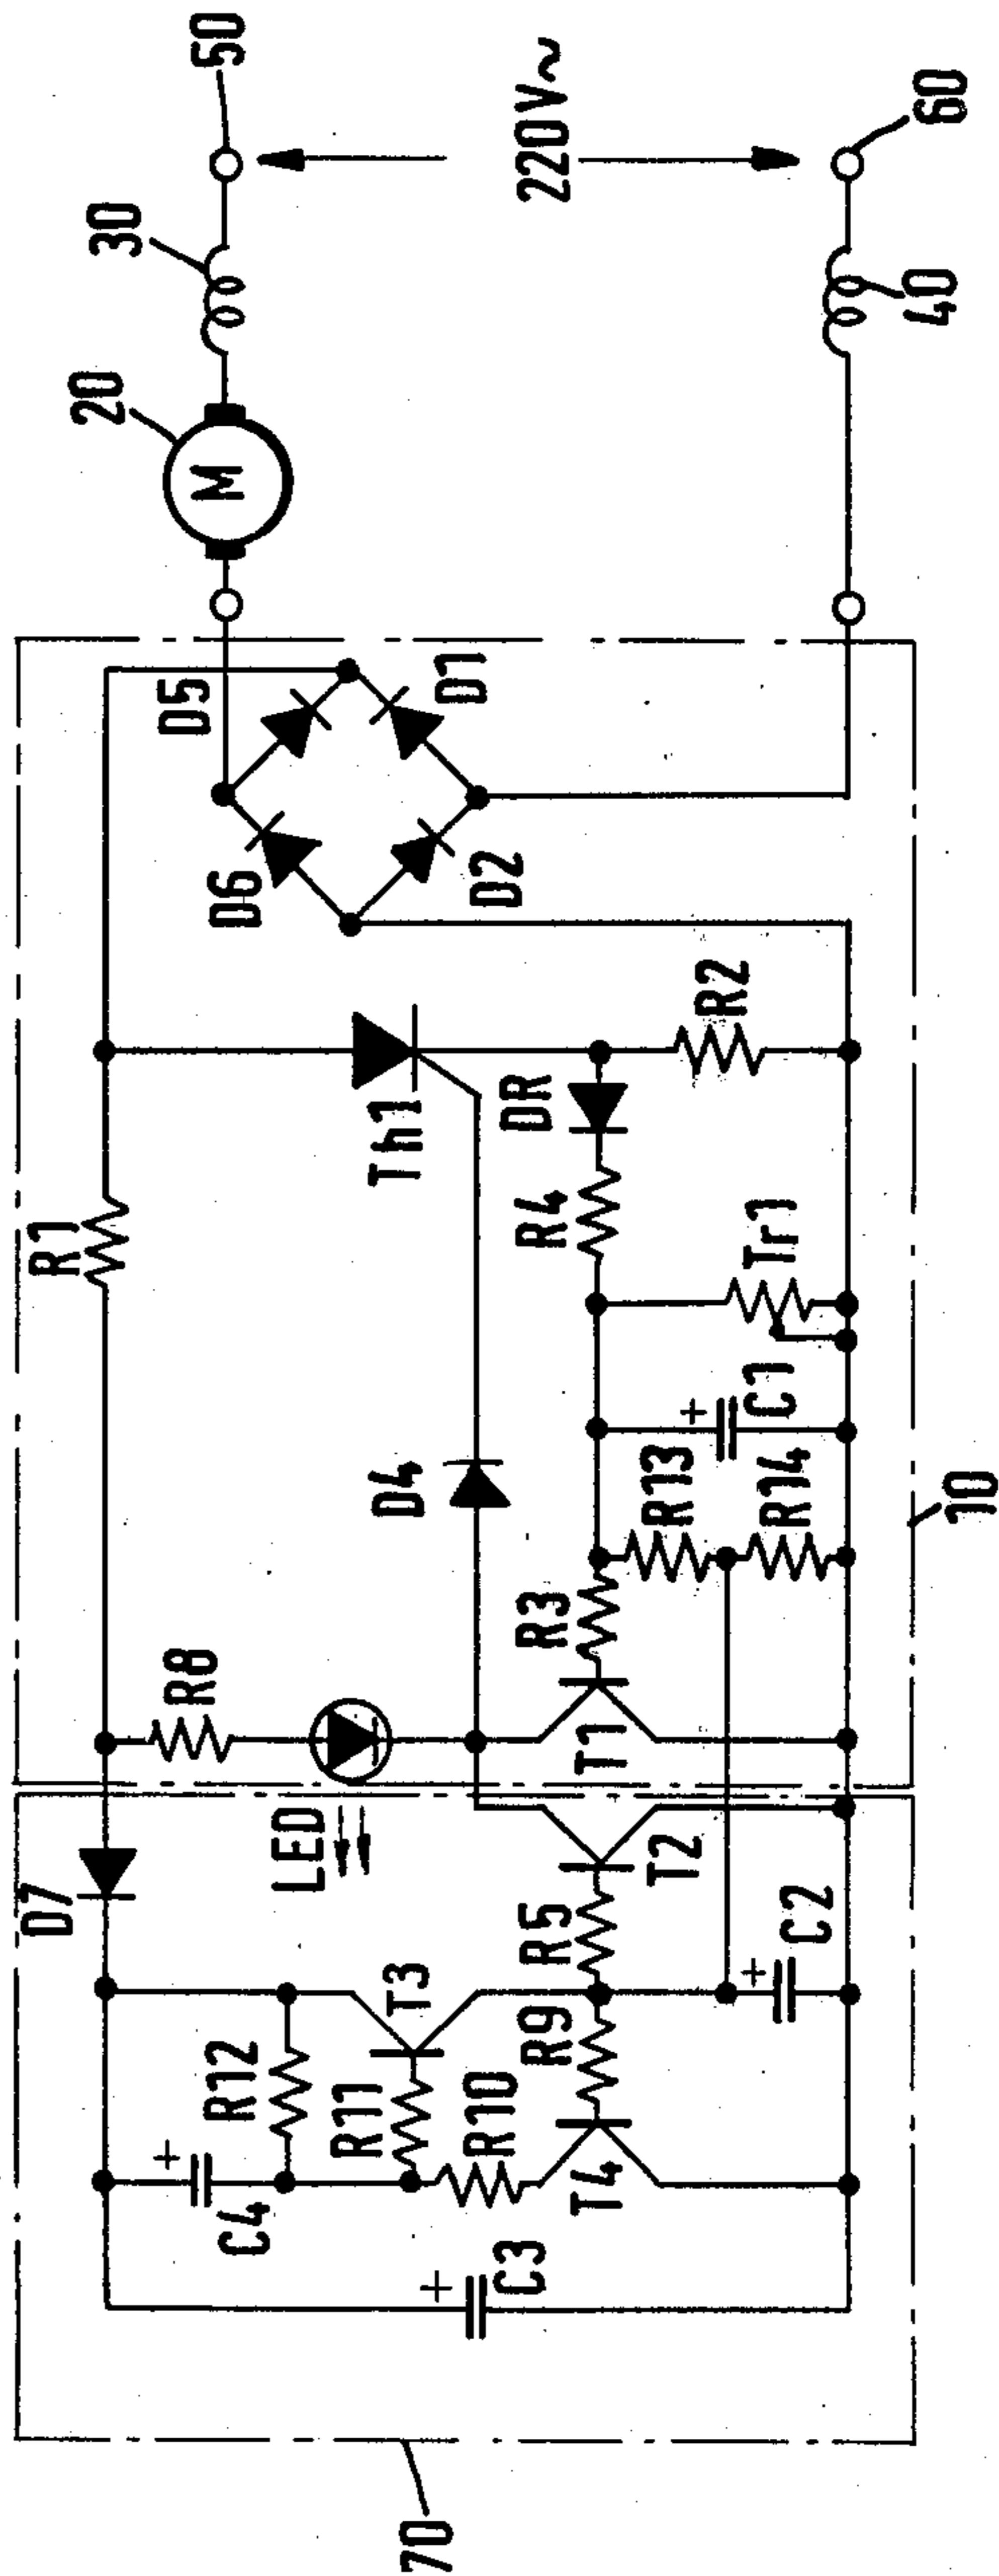 50
30
20
220V~
60
40
M
D5
D1
D6
D2
R1
Th1
DR
R2
R4
Tr1
D4
+
C1
R13
R14
R3
R8
T1
10
LED
D7
T2
R5
+
C2
T3
R9
R12
R11
R10
+
C4
T4
+
C3
70